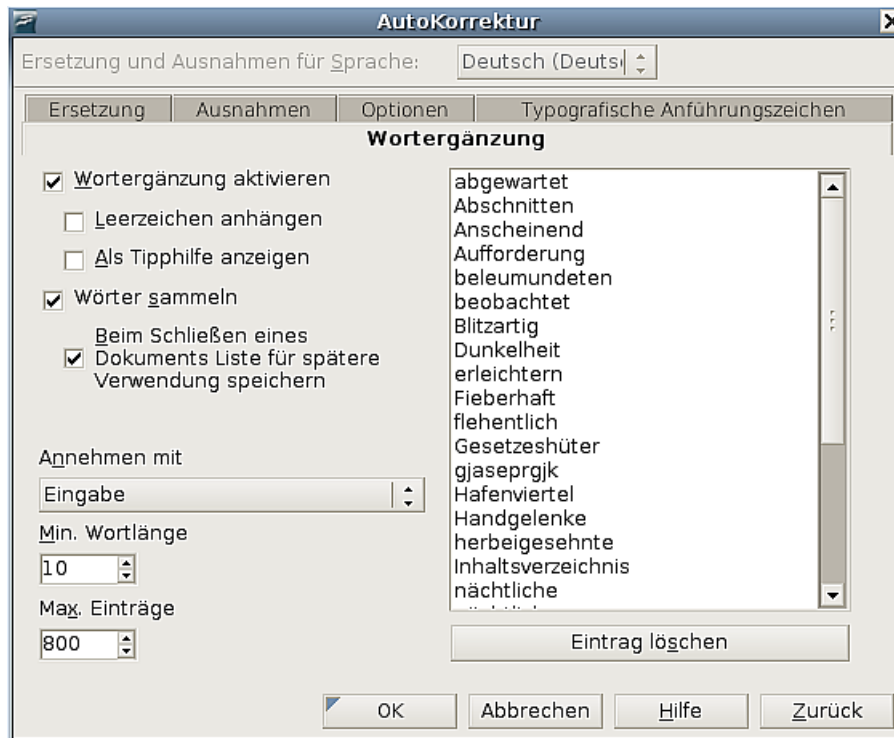 AutoKorrektur
Ersetzung und Ausnahmen für Sprache:
Deutsch (Deuts
Ersetzung
Ausnahmen
Optionen
Typografische Anführungszeichen
Wortergänzung
Wortergänzung aktivieren
Leerzeichen anhängen
Als Tipphilfe anzeigen
Wörter sammeln
Beim Schließen eines
Dokuments Liste für spätere
Verwendung speichern
Annehmen mit
Eingabe
Min. Wortlänge
10
Max. Einträge
800
abgewartet
Abschnitten
Anscheinend
Aufforderung
beleumundeten
beobachtet
Blitzartig
Dunkelheit
erleichtern
Fieberhaft
flehentlich
Gesetzeshüter
gjaseprgjk
Hafenviertel
Handgelenke
herbeigesehnte
Inhaltsverzeichnis
nächtliche
Eintrag löschen
OK
Abbrechen
Hilfe
Zurück